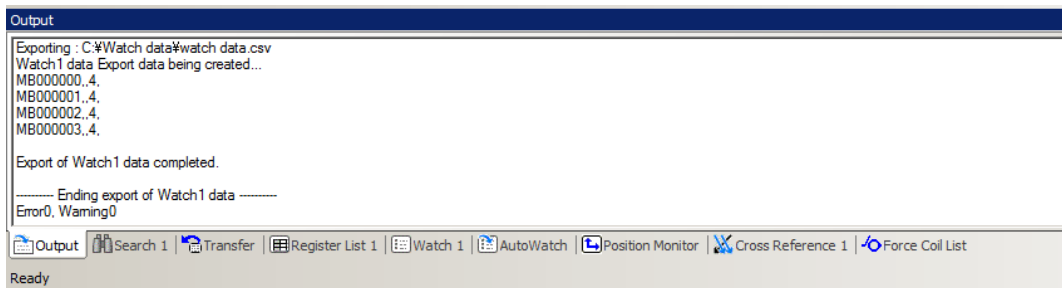 Output
Exporting : C:¥Watch data¥watch data.csv
Watch1 data Export data being created...
MB000000,,4,
MB000001,,4,
MB000002,,4,
MB000003,,4,
Export of Watch1 data completed.
---------- Ending export of Watch1 data ----------
Error0, Warning0
Output Search 1 Transfer Register List 1 Watch 1 AutoWatch Position Monitor Cross Reference 1 Force Coil List
Ready